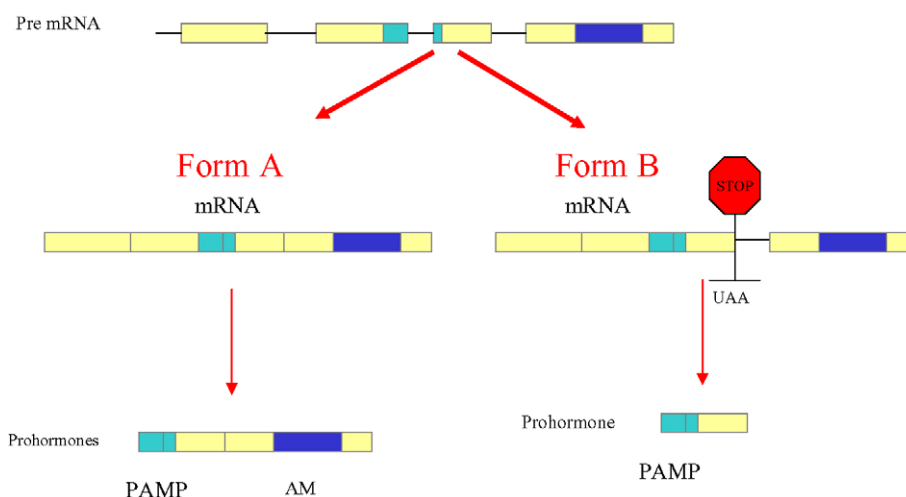 Pre mRNA
Form A
Form B
mRNA
mRNA
STOP
UAA
Prohormones
Prohormone
PAMP
AM
PAMP